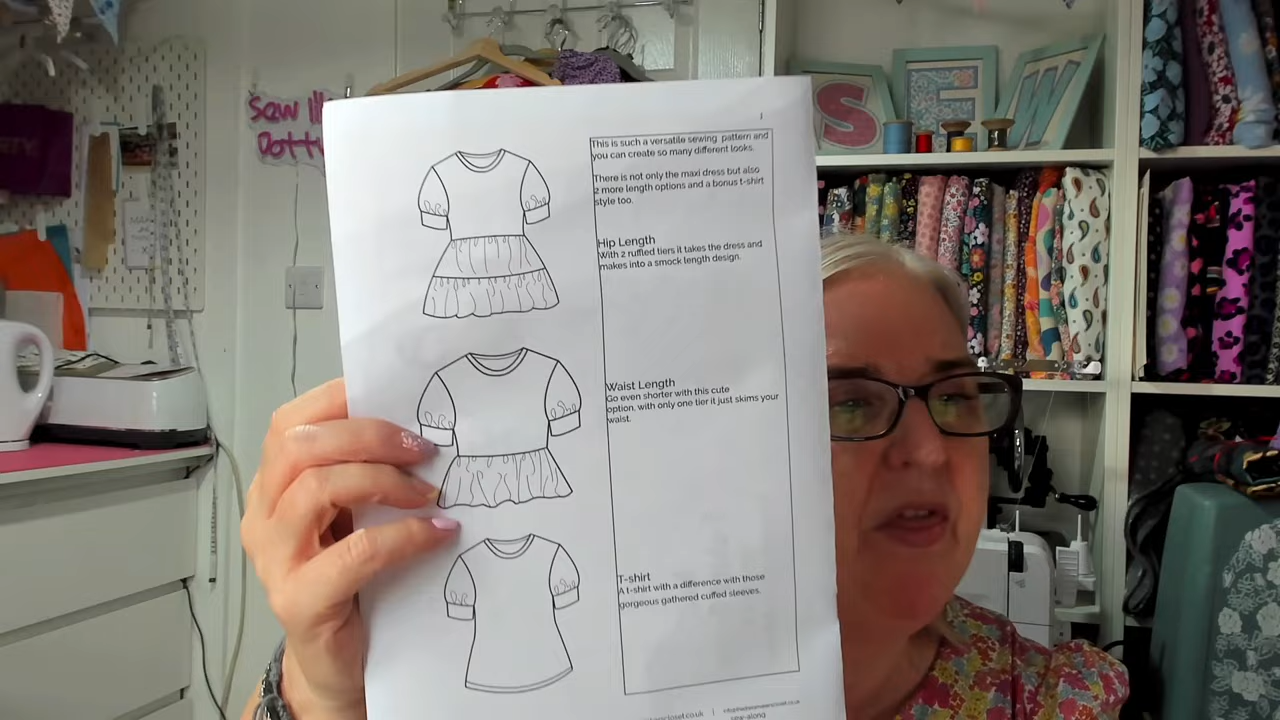 Sew
Dotty
S E W
1
This is such a versatile sewing pattern and
you can create so many different looks.
There is not only the maxi dress but also
2 more length options and a bonus t-shirt
style too.
Hip Length
With 2 ruffled tiers it takes the dress and
makes into a smock length design.
Waist Length
Go even shorter with this cute
option, with only one tier it just skims your
waist.
T-shirt
A t-shirt with a difference with those
gorgeous gathered cuffed sleeves.
sew-along